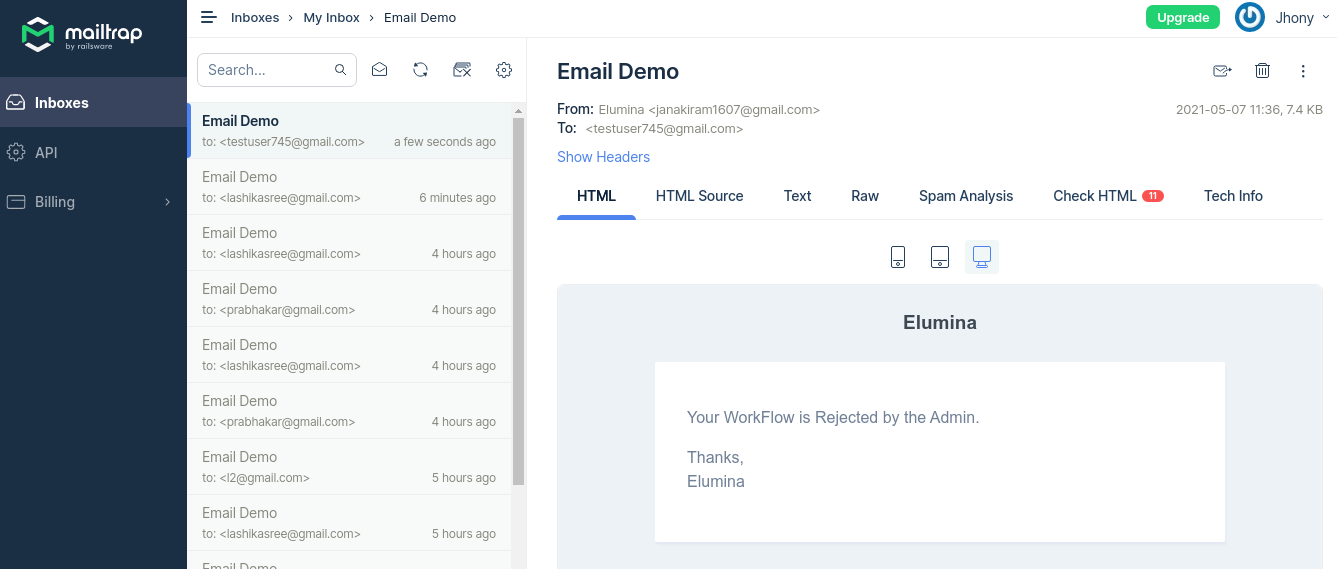 mailtrap
by railsware
Inboxes
API
Billing
Inboxes › My Inbox › Email Demo
Upgrade
Jhony
Search...
Email Demo
to: <testuser745@gmail.com> a few seconds ago
Email Demo
to: <lashikasree@gmail.com> 6 minutes ago
Email Demo
to: <lashikasree@gmail.com> 4 hours ago
Email Demo
to: <prabhakar@gmail.com> 4 hours ago
Email Demo
to: <lashikasree@gmail.com> 4 hours ago
Email Demo
to: <prabhakar@gmail.com> 4 hours ago
Email Demo
to: <l2@gmail.com> 5 hours ago
Email Demo
to: <lashikasree@gmail.com> 5 hours ago
Email Demo
Email Demo
From: Elumina <janakiram1607@gmail.com> 2021-05-07 11:36, 7.4 KB
To: <testuser745@gmail.com>
Show Headers
HTML HTML Source Text Raw Spam Analysis Check HTML 11 Tech Info
Elumina
Your WorkFlow is Rejected by the Admin.
Thanks,
Elumina